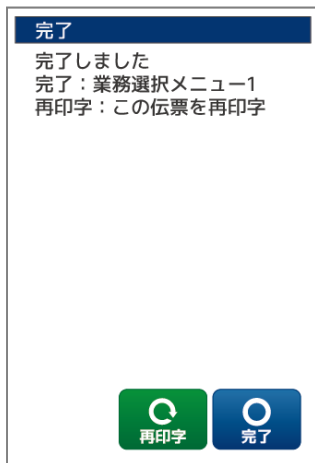 完了
完了しました
完了：業務選択メニュー1
再印字：この伝票を再印字
再印字
完了